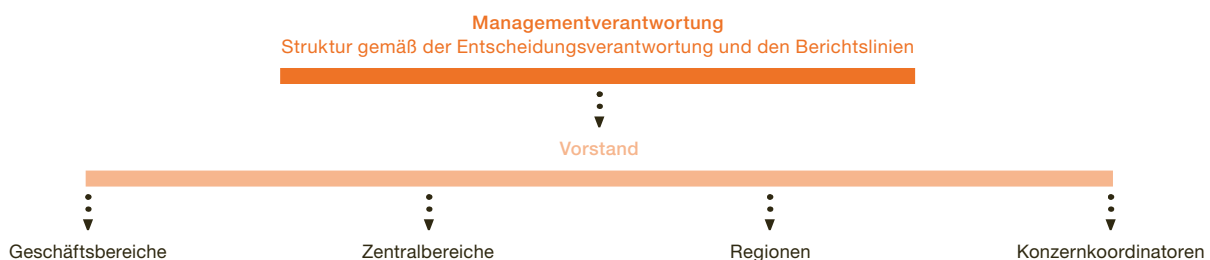 Managementverantwortung
Struktur gemäß der Entscheidungsverantwortung und den Berichtslinien
Vorstand
Geschäftsbereiche
Zentralbereiche
Regionen
Konzernkoordinatoren